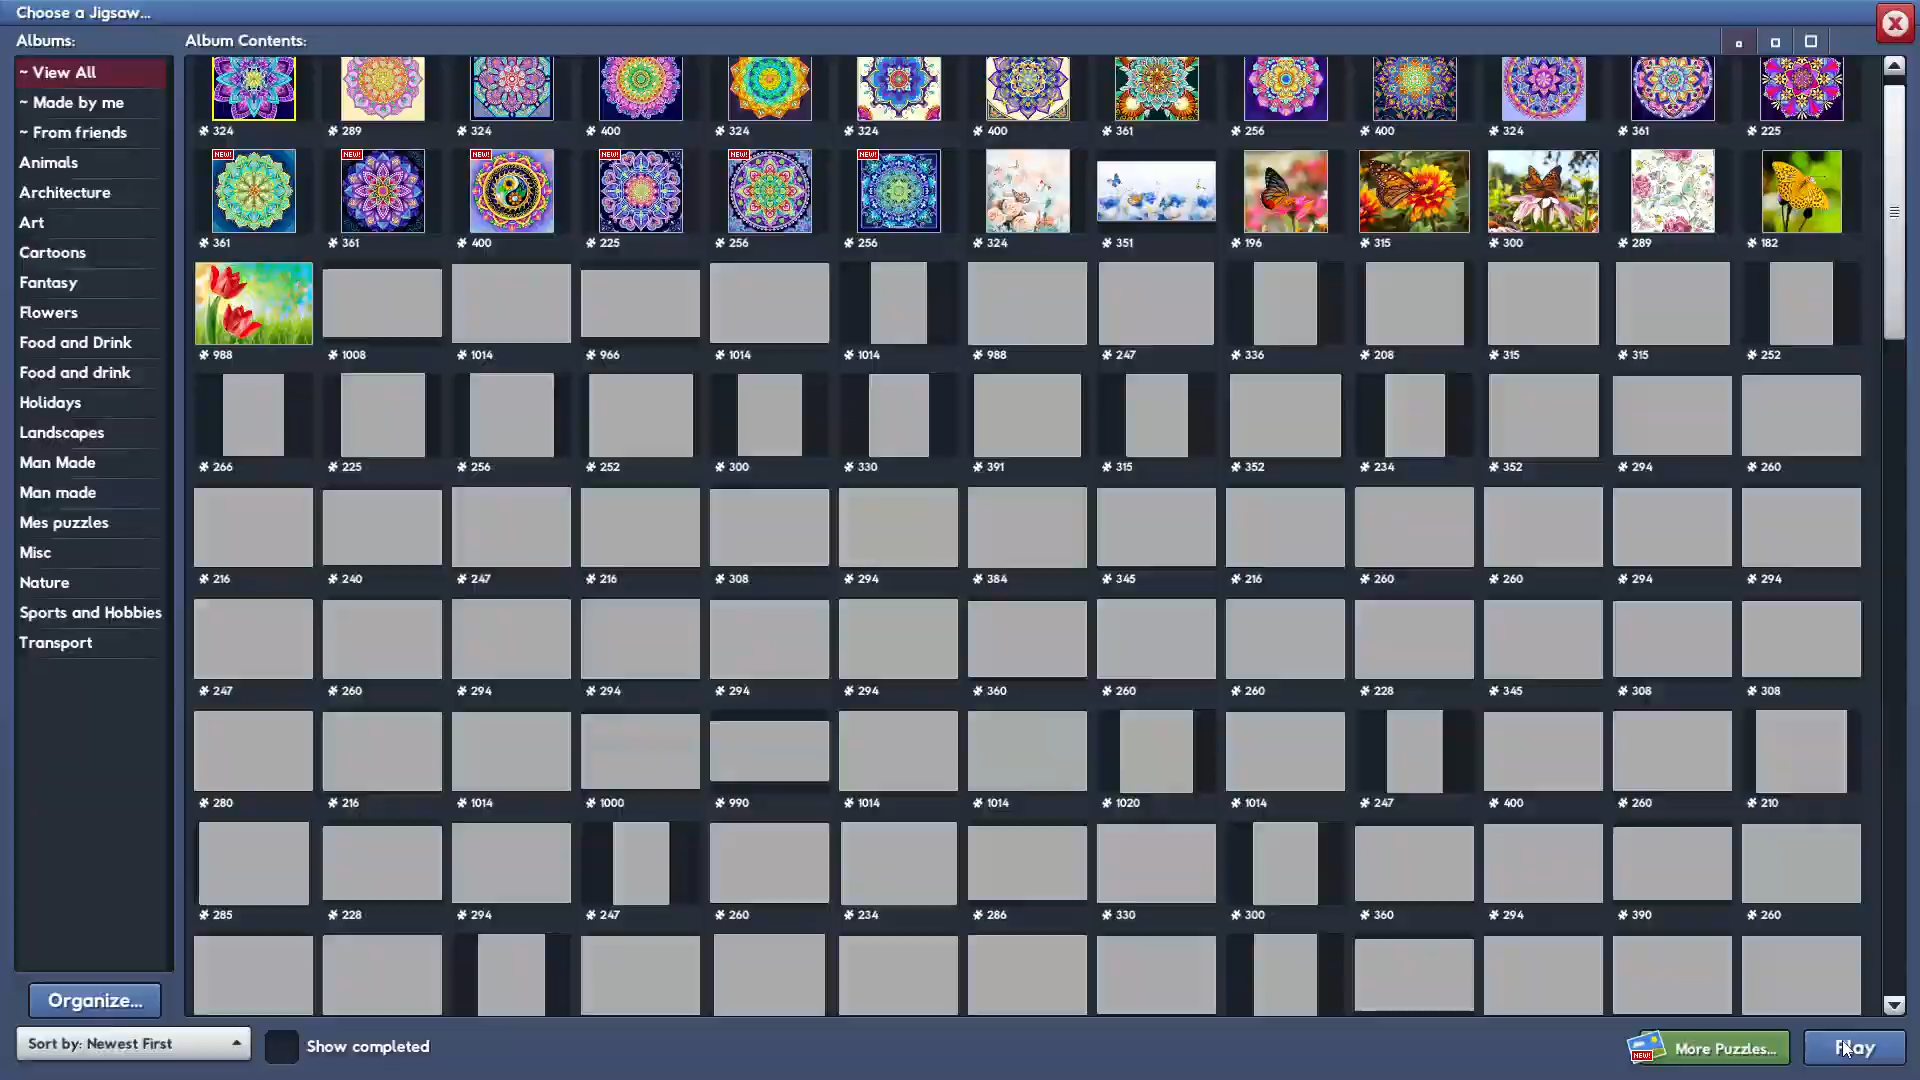 Choose a Jigsaw...
Albums:
Album Contents:
~ View All
~ Made by me
~ From friends
Animals
Architecture
Art
Cartoons
Fantasy
Flowers
Food and Drink
Food and drink
Holidays
Landscapes
Man Made
Man made
Mes puzzles
Misc
Nature
Sports and Hobbies
Transport
324 289 324 400 324 324 400 361 256 400 324 361 225
NEW! NEW! NEW! NEW! NEW! NEW!
361 361 400 225 256 256 324 351 196 315 300 289 182
988 1008 1014 966 1014 1014 988 247 336 208 315 315 252
266 225 256 252 300 330 391 315 352 234 352 294 260
216 240 247 216 308 294 384 345 216 260 260 294 294
247 260 294 294 294 294 360 260 260 228 345 308 308
280 216 1014 1000 990 1014 1014 1020 1014 247 400 260 210
285 228 294 247 260 234 286 330 300 360 294 390 260
Organize...
Sort by: Newest First
Show completed
NEW!
More Puzzles...
Play